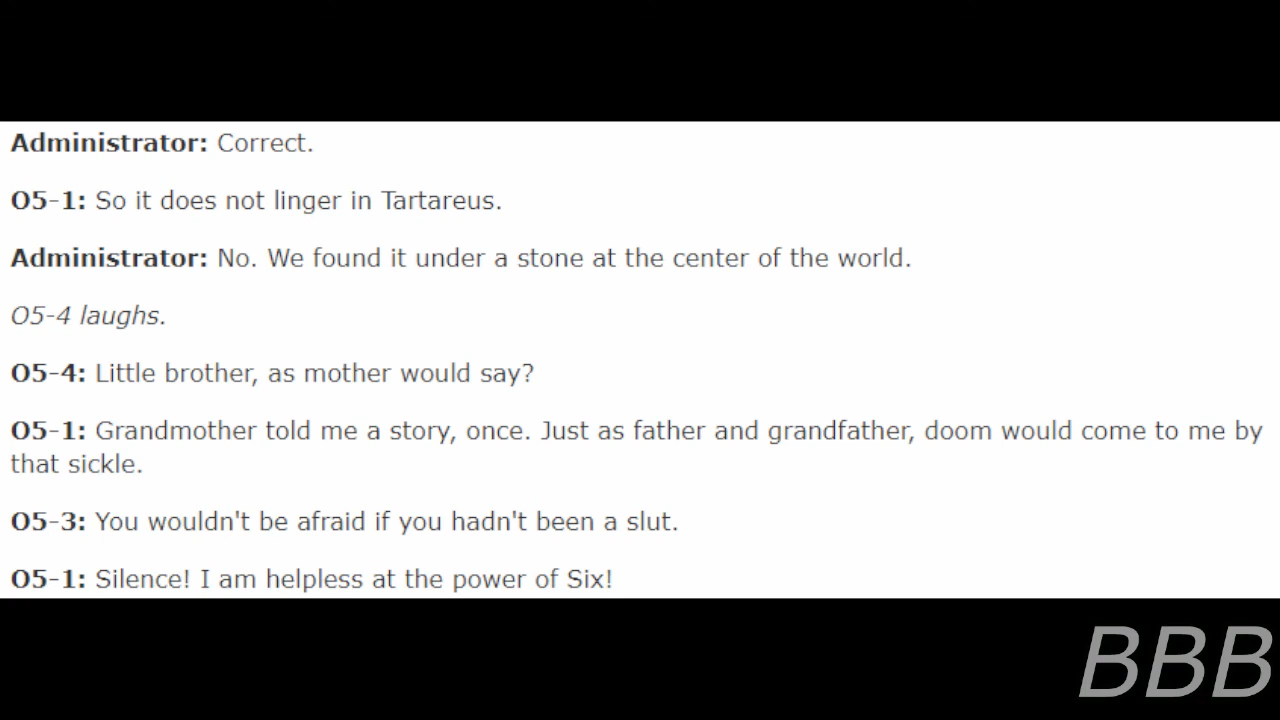 Administrator: Correct.
O5-1: So it does not linger in Tartareus.
Administrator: No. We found it under a stone at the center of the world.
O5-4 laughs.
O5-4: Little brother, as mother would say?
O5-1: Grandmother told me a story, once. Just as father and grandfather, doom would come to me by
that sickle.
O5-3: You wouldn't be afraid if you hadn't been a slut.
O5-1: Silence! I am helpless at the power of Six!
BBB